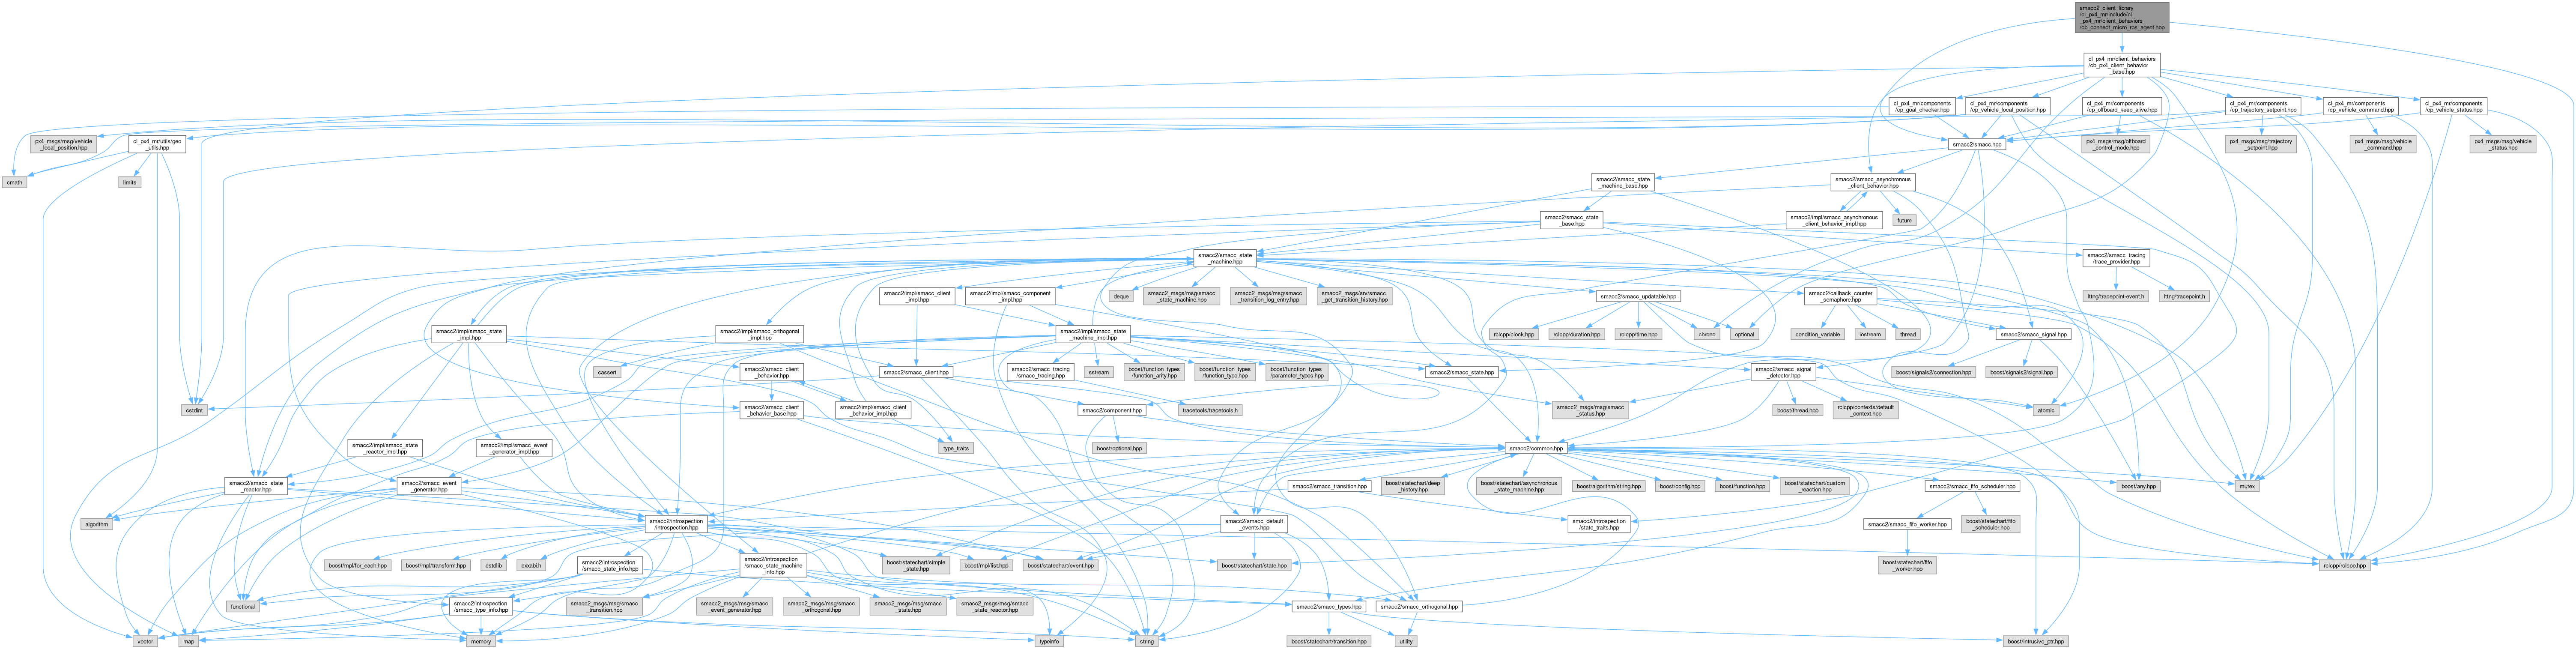 smacc2_client_library
/cl_px4_mr/include/cl
_px4_mr/client_behaviors
/cb_connect_micro_ros_agent.hpp
cl_px4_mr/client_behaviors
/cb_px4_client_behavior
_base.hpp
cl_px4_mr/components
/cp_goal_checker.hpp
cl_px4_mr/components
/cp_vehicle_local_position.hpp
cl_px4_mr/components
/cp_offboard_keep_alive.hpp
cl_px4_mr/components
/cp_trajectory_setpoint.hpp
cl_px4_mr/components
/cp_vehicle_command.hpp
cl_px4_mr/components
/cp_vehicle_status.hpp
px4_msgs/msg/vehicle
_local_position.hpp
cl_px4_mr/utils/geo
_utils.hpp
smacc2/smacc.hpp
px4_msgs/msg/offboard
_control_mode.hpp
px4_msgs/msg/trajectory
_setpoint.hpp
px4_msgs/msg/vehicle
_command.hpp
px4_msgs/msg/vehicle
_status.hpp
cmath
limits
smacc2/smacc_state
_machine_base.hpp
smacc2/smacc_asynchronous
_client_behavior.hpp
smacc2/smacc_state
_base.hpp
smacc2/impl/smacc_asynchronous
_client_behavior_impl.hpp
future
smacc2/smacc_state
_machine.hpp
smacc2/smacc_tracing
/trace_provider.hpp
smacc2/impl/smacc_client
_impl.hpp
smacc2/impl/smacc_component
_impl.hpp
deque
smacc2_msgs/msg/smacc
_state_machine.hpp
smacc2_msgs/msg/smacc
_transition_log_entry.hpp
smacc2_msgs/srv/smacc
_get_transition_history.hpp
smacc2/smacc_updatable.hpp
smacc2/callback_counter
_semaphore.hpp
lttng/tracepoint-event.h
lttng/tracepoint.h
smacc2/impl/smacc_state
_impl.hpp
smacc2/impl/smacc_orthogonal
_impl.hpp
smacc2/impl/smacc_state
_machine_impl.hpp
rclcpp/clock.hpp
rclcpp/duration.hpp
rclcpp/time.hpp
chrono
optional
condition_variable
iostream
thread
smacc2/smacc_signal.hpp
cassert
smacc2/smacc_client
_behavior.hpp
smacc2/smacc_client.hpp
smacc2/smacc_tracing
/smacc_tracing.hpp
sstream
boost/function_types
/function_arity.hpp
boost/function_types
/function_type.hpp
boost/function_types
/parameter_types.hpp
smacc2/smacc_state.hpp
smacc2/smacc_signal
_detector.hpp
boost/signals2/connection.hpp
boost/signals2/signal.hpp
cstdint
smacc2/smacc_client
_behavior_base.hpp
smacc2/impl/smacc_client
_behavior_impl.hpp
smacc2/component.hpp
tracetools/tracetools.h
smacc2_msgs/msg/smacc
_status.hpp
boost/thread.hpp
rclcpp/contexts/default
_context.hpp
atomic
smacc2/impl/smacc_state
_reactor_impl.hpp
smacc2/impl/smacc_event
_generator_impl.hpp
type_traits
boost/optional.hpp
smacc2/common.hpp
smacc2/smacc_state
_reactor.hpp
smacc2/smacc_event
_generator.hpp
smacc2/smacc_transition.hpp
boost/statechart/deep
_history.hpp
boost/statechart/asynchronous
_state_machine.hpp
boost/algorithm/string.hpp
boost/config.hpp
boost/function.hpp
boost/statechart/custom
_reaction.hpp
smacc2/smacc_fifo_scheduler.hpp
boost/any.hpp
mutex
algorithm
smacc2/introspection
/introspection.hpp
smacc2/smacc_default
_events.hpp
smacc2/introspection
/state_traits.hpp
smacc2/smacc_fifo_worker.hpp
boost/statechart/fifo
_scheduler.hpp
boost/mpl/for_each.hpp
boost/mpl/transform.hpp
cstdlib
cxxabi.h
smacc2/introspection
/smacc_state_info.hpp
smacc2/introspection
/smacc_state_machine
_info.hpp
boost/statechart/simple
_state.hpp
boost/mpl/list.hpp
boost/statechart/event.hpp
boost/statechart/state.hpp
boost/statechart/fifo
_worker.hpp
rclcpp/rclcpp.hpp
functional
smacc2/introspection
/smacc_type_info.hpp
smacc2_msgs/msg/smacc
_transition.hpp
smacc2_msgs/msg/smacc
_event_generator.hpp
smacc2_msgs/msg/smacc
_orthogonal.hpp
smacc2_msgs/msg/smacc
_state.hpp
smacc2_msgs/msg/smacc
_state_reactor.hpp
smacc2/smacc_types.hpp
smacc2/smacc_orthogonal.hpp
vector
map
memory
typeinfo
string
boost/statechart/transition.hpp
utility
boost/intrusive_ptr.hpp